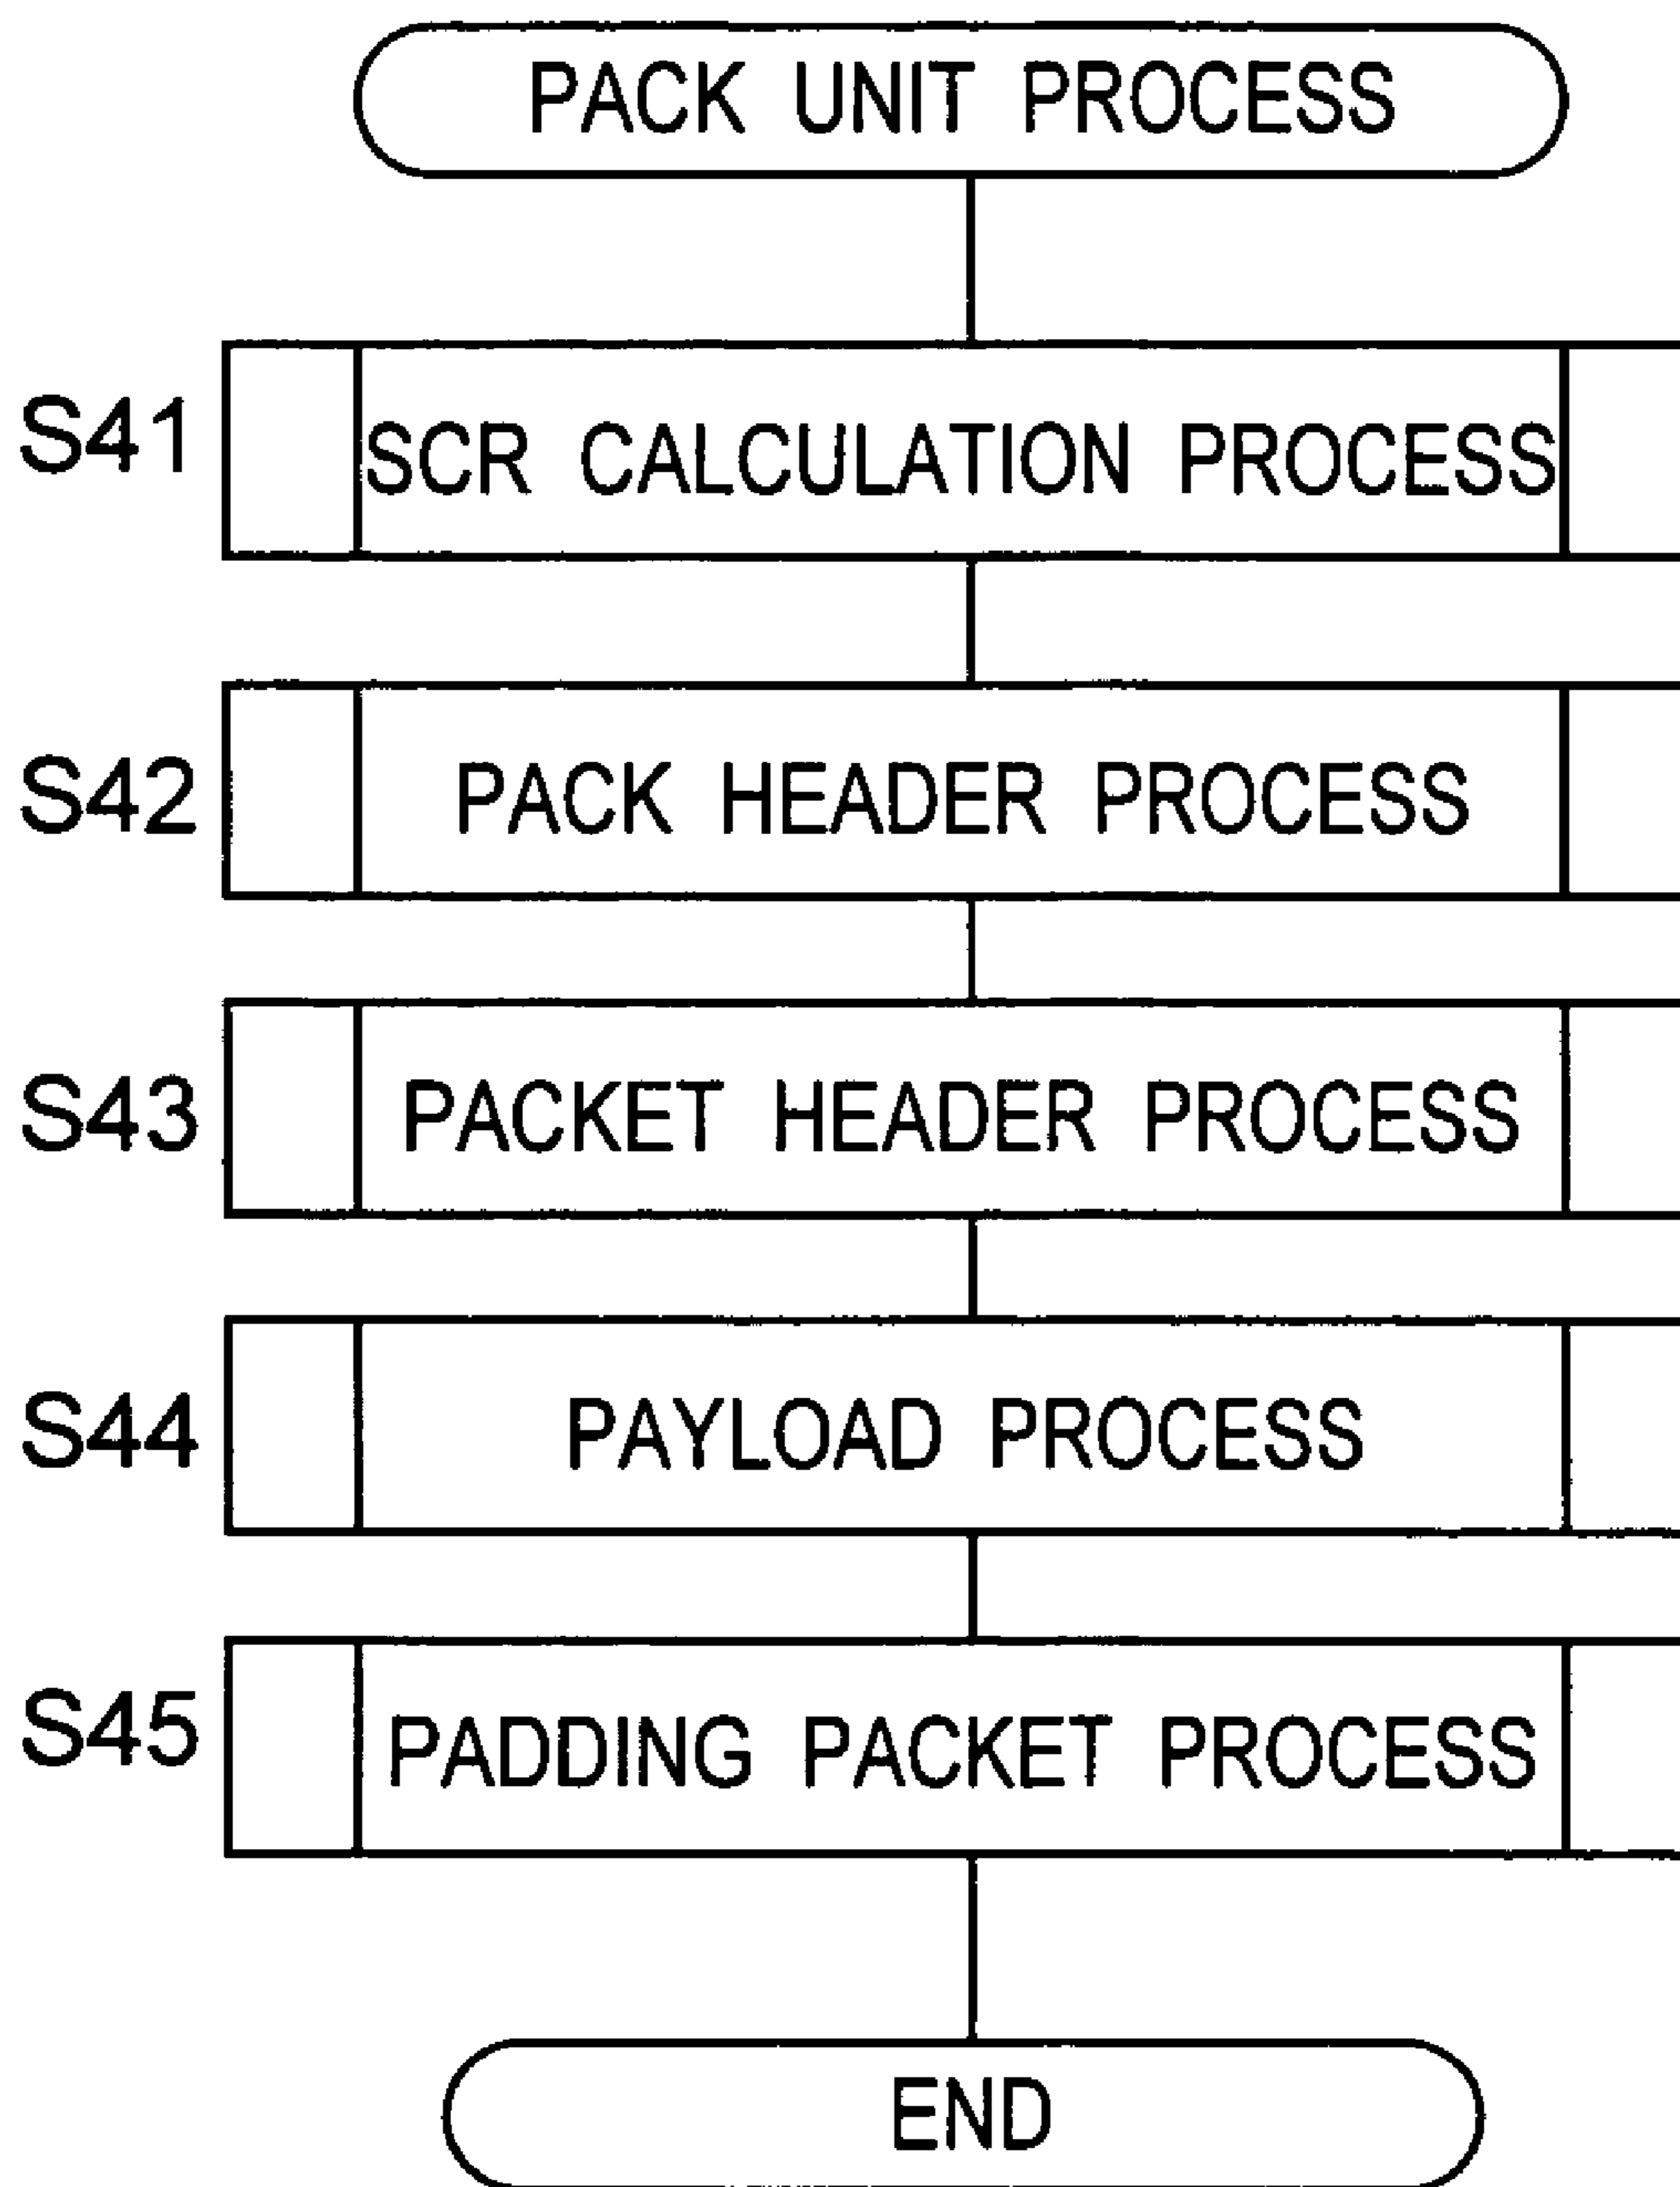 PACK UNIT PROCESS
S41 SCR CALCULATION PROCESS
S42 PACK HEADER PROCESS
S43 PACKET HEADER PROCESS
S44 PAYLOAD PROCESS
S45 PADDING PACKET PROCESS
END